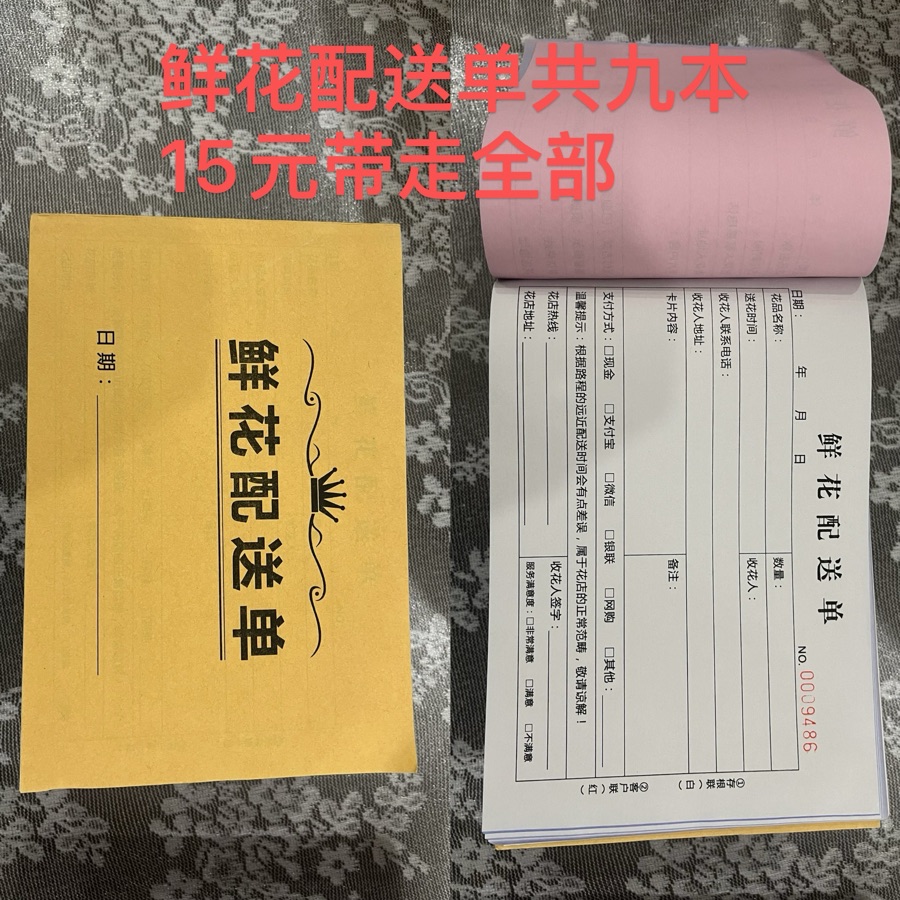 鲜花配送单共九本
15元带走全部
鲜花配送单
日期：
鲜花配送单
NO.0009486
日期： 年 月 日
花品名称： 数量：
送花时间： 收花人：
收花人联系电话：
收花人地址：
卡片内容： 备注：
支付方式：□现金 □支付宝 □微信 □银联 □网购 □其他：
温馨提示：根据路程的远近配送时间会有点差误，属于花店的正常范畴，敬请谅解！
花店热线： 收花人签字：
花店地址： 服务满意度：□非常满意 □满意 □不满意
①存根联（白）
②客户联（红）